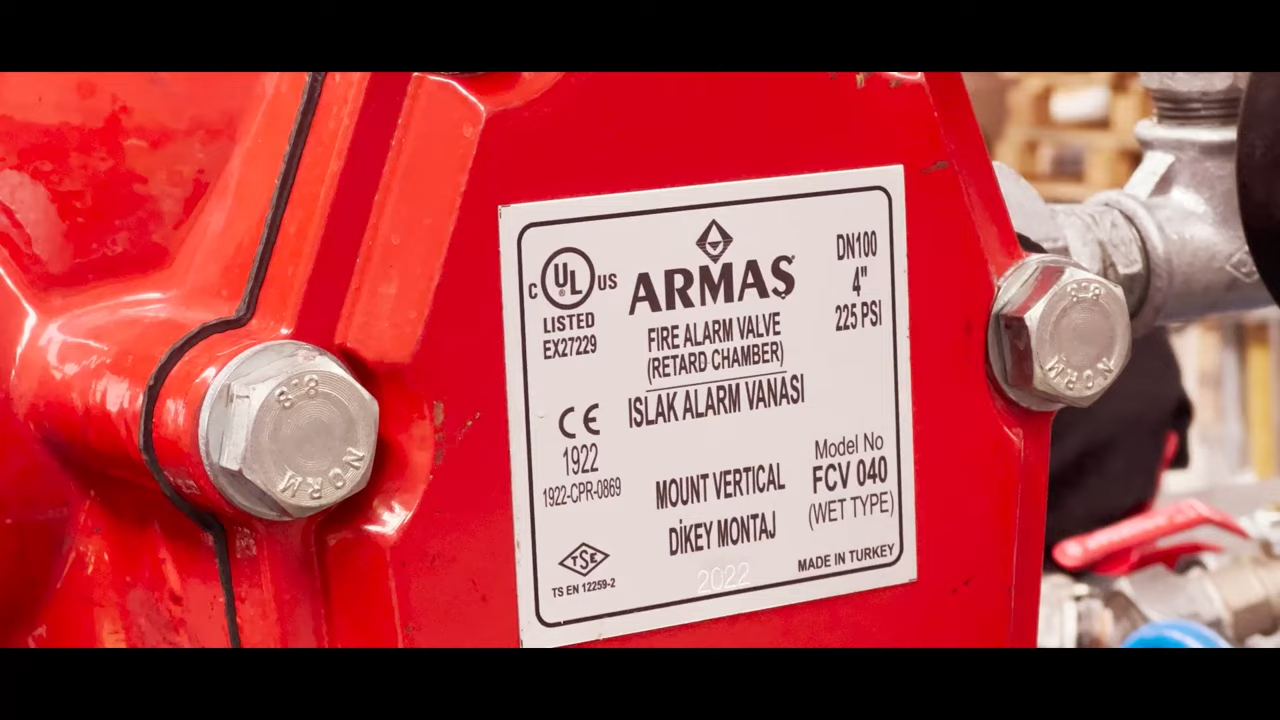 C UL US
®
LISTED
EX27229
ARMAŞ
FIRE ALARM VALVE
(RETARD CHAMBER)
ISLAK ALARM VANASI
DN100
4"
225 PSI
CE
1922
1922-CPR-0869
MOUNT VERTICAL
DİKEY MONTAJ
Model No
FCV 040
(WET TYPE)
TSE
TS EN 12259-2
2022
MADE IN TURKEY
8.8
NORM
8.8
NORM